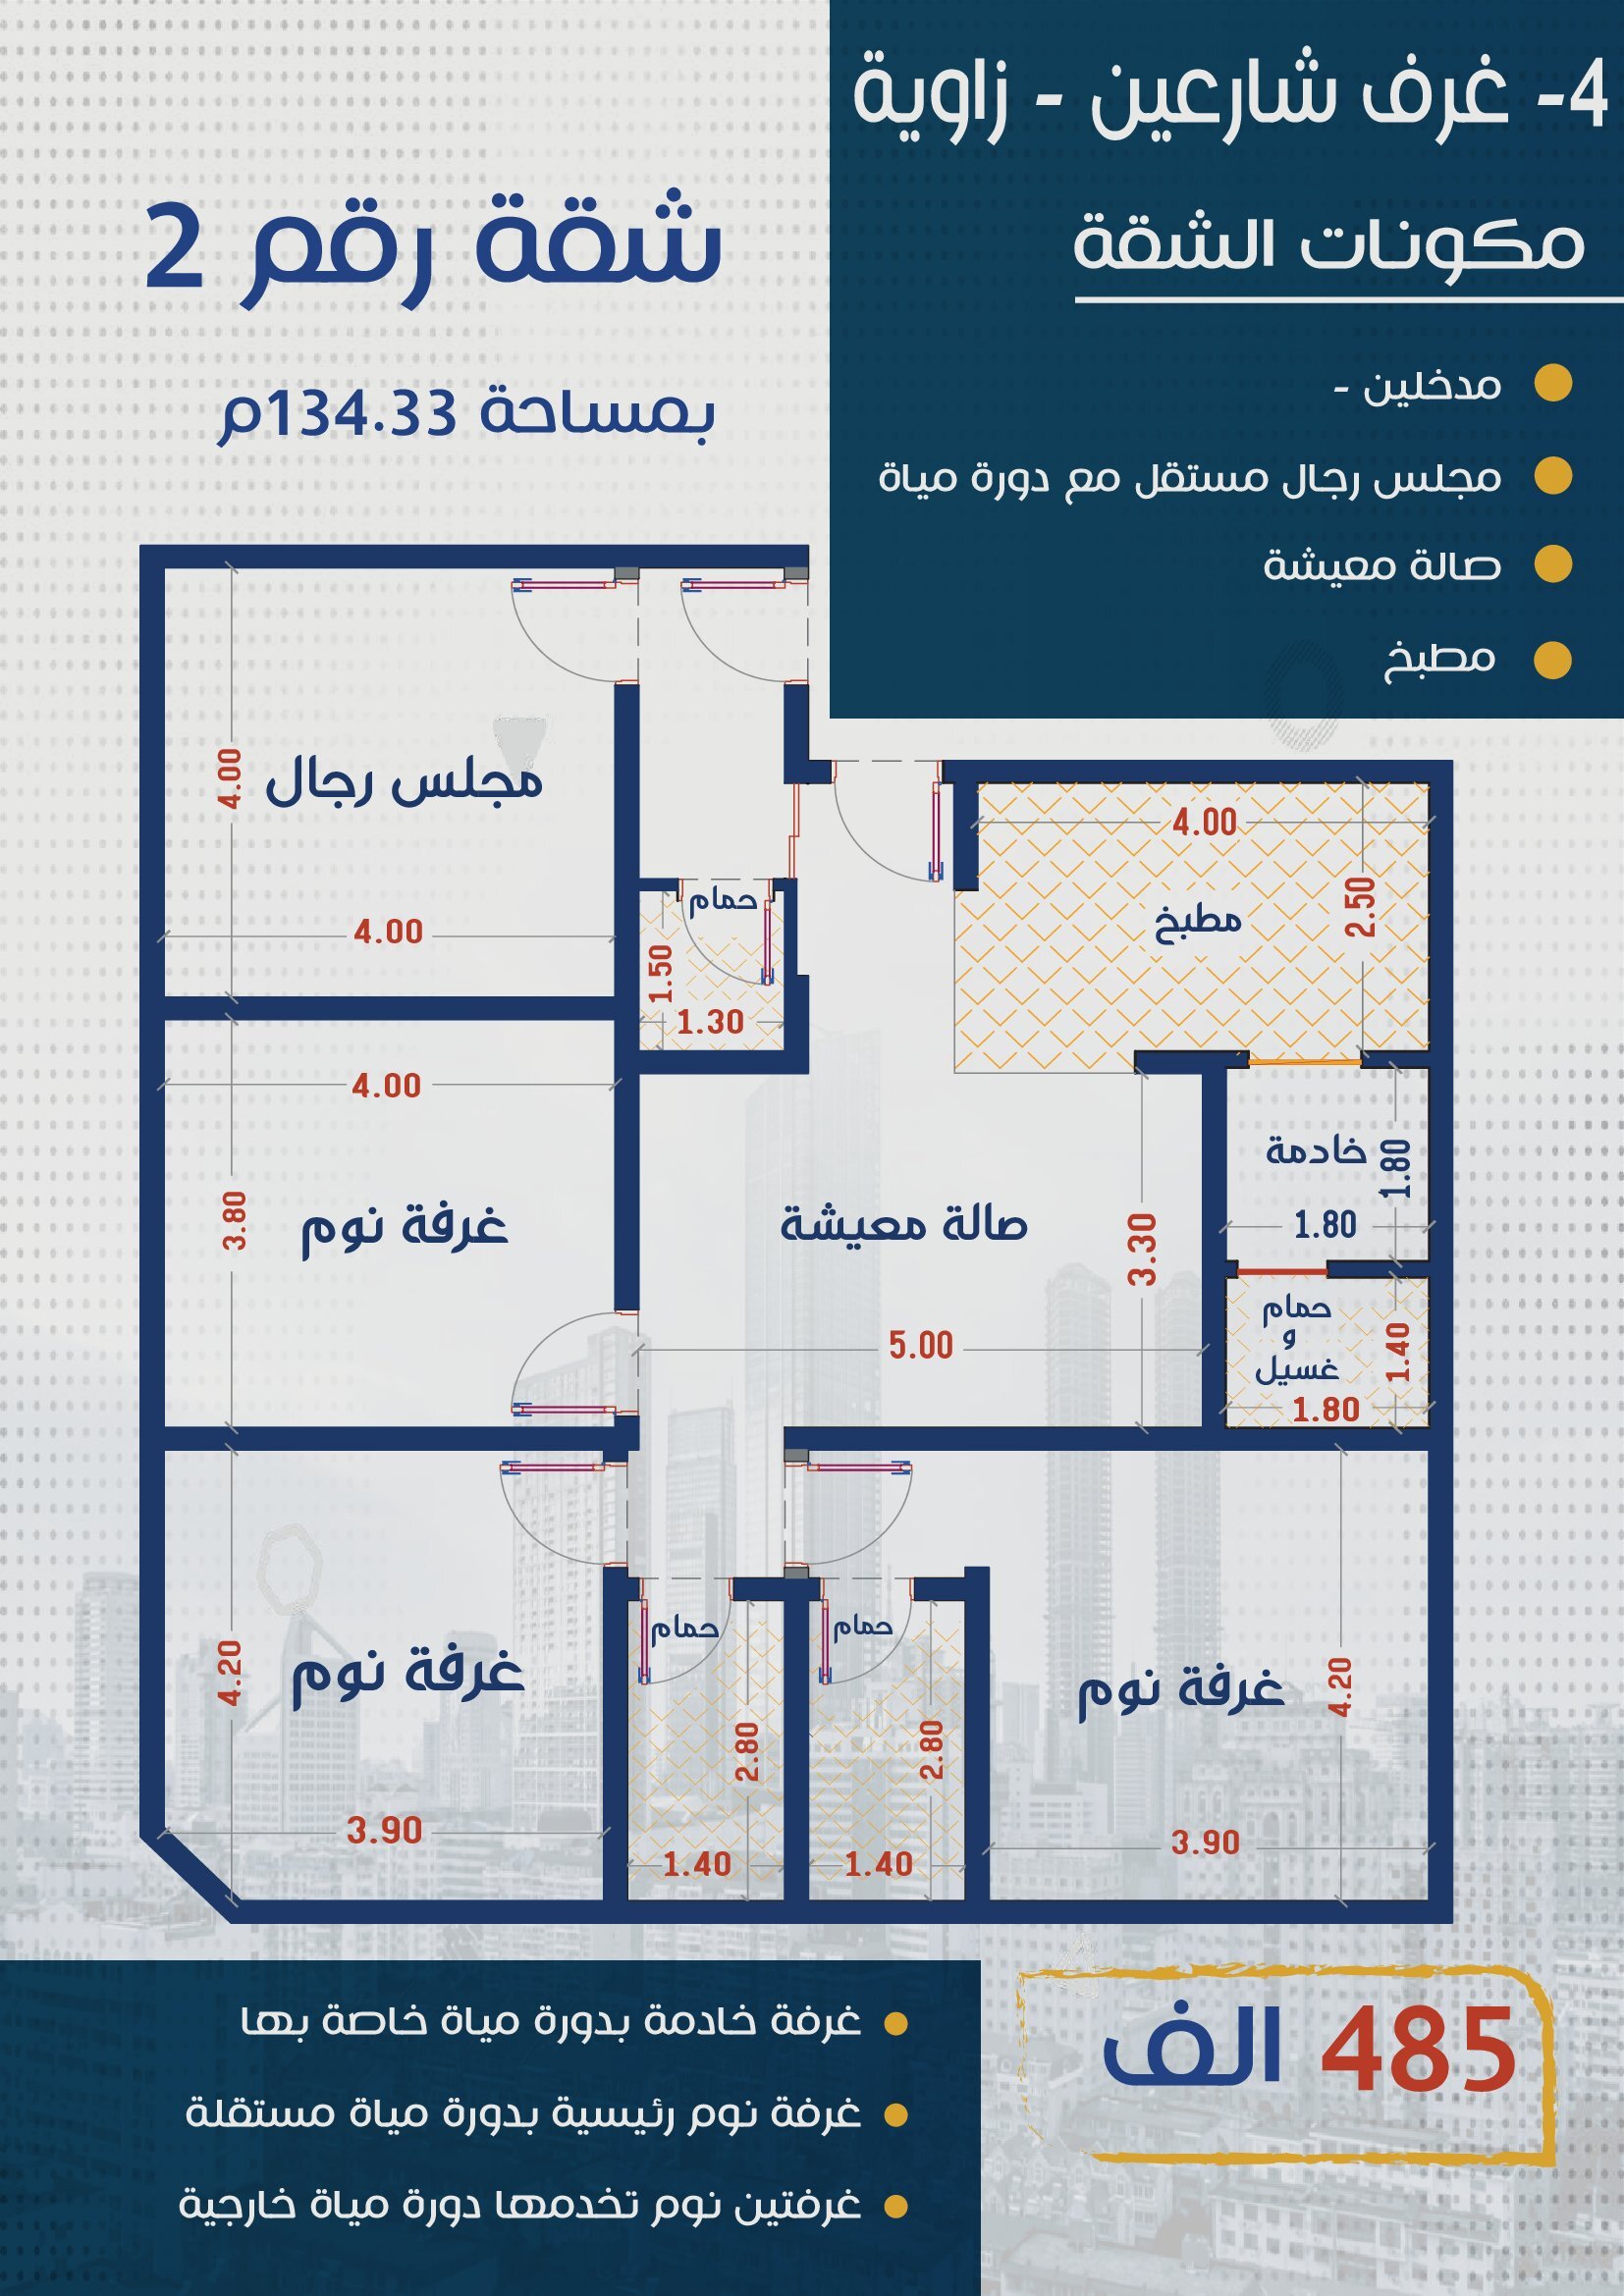 4- غرف شارعين - زاوية
مكونات الشقة
مدخلين -
مجلس رجال مستقل مع دورة مياة
صالة معيشة
مطبخ
شقة رقم 2
بمساحة 134.33م
4.00
مجلس رجال
4.00
4.00
2.50
مطبخ
حمام
1.50
1.30
4.00
3.80
غرفة نوم
صالة معيشة
3.30
5.00
خادمة
1.80
1.80
حمام
و
غسيل
1.40
1.80
4.20
غرفة نوم
3.90
حمام
2.80
1.40
حمام
2.80
1.40
غرفة نوم
4.20
3.90
485 الف
غرفة خادمة بدورة مياة خاصة بها
غرفة نوم رئيسية بدورة مياة مستقلة
غرفتين نوم تخدمها دورة مياة خارجية